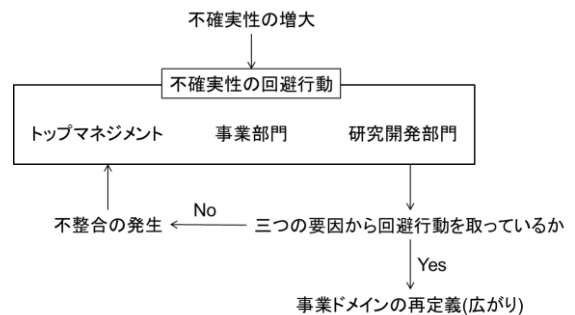 不確実性の増大
不確実性の回避行動
トップマネジメント 事業部門 研究開発部門
不整合の発生 No 三つの要因から回避行動を取っているか
Yes
事業ドメインの再定義(広がり)